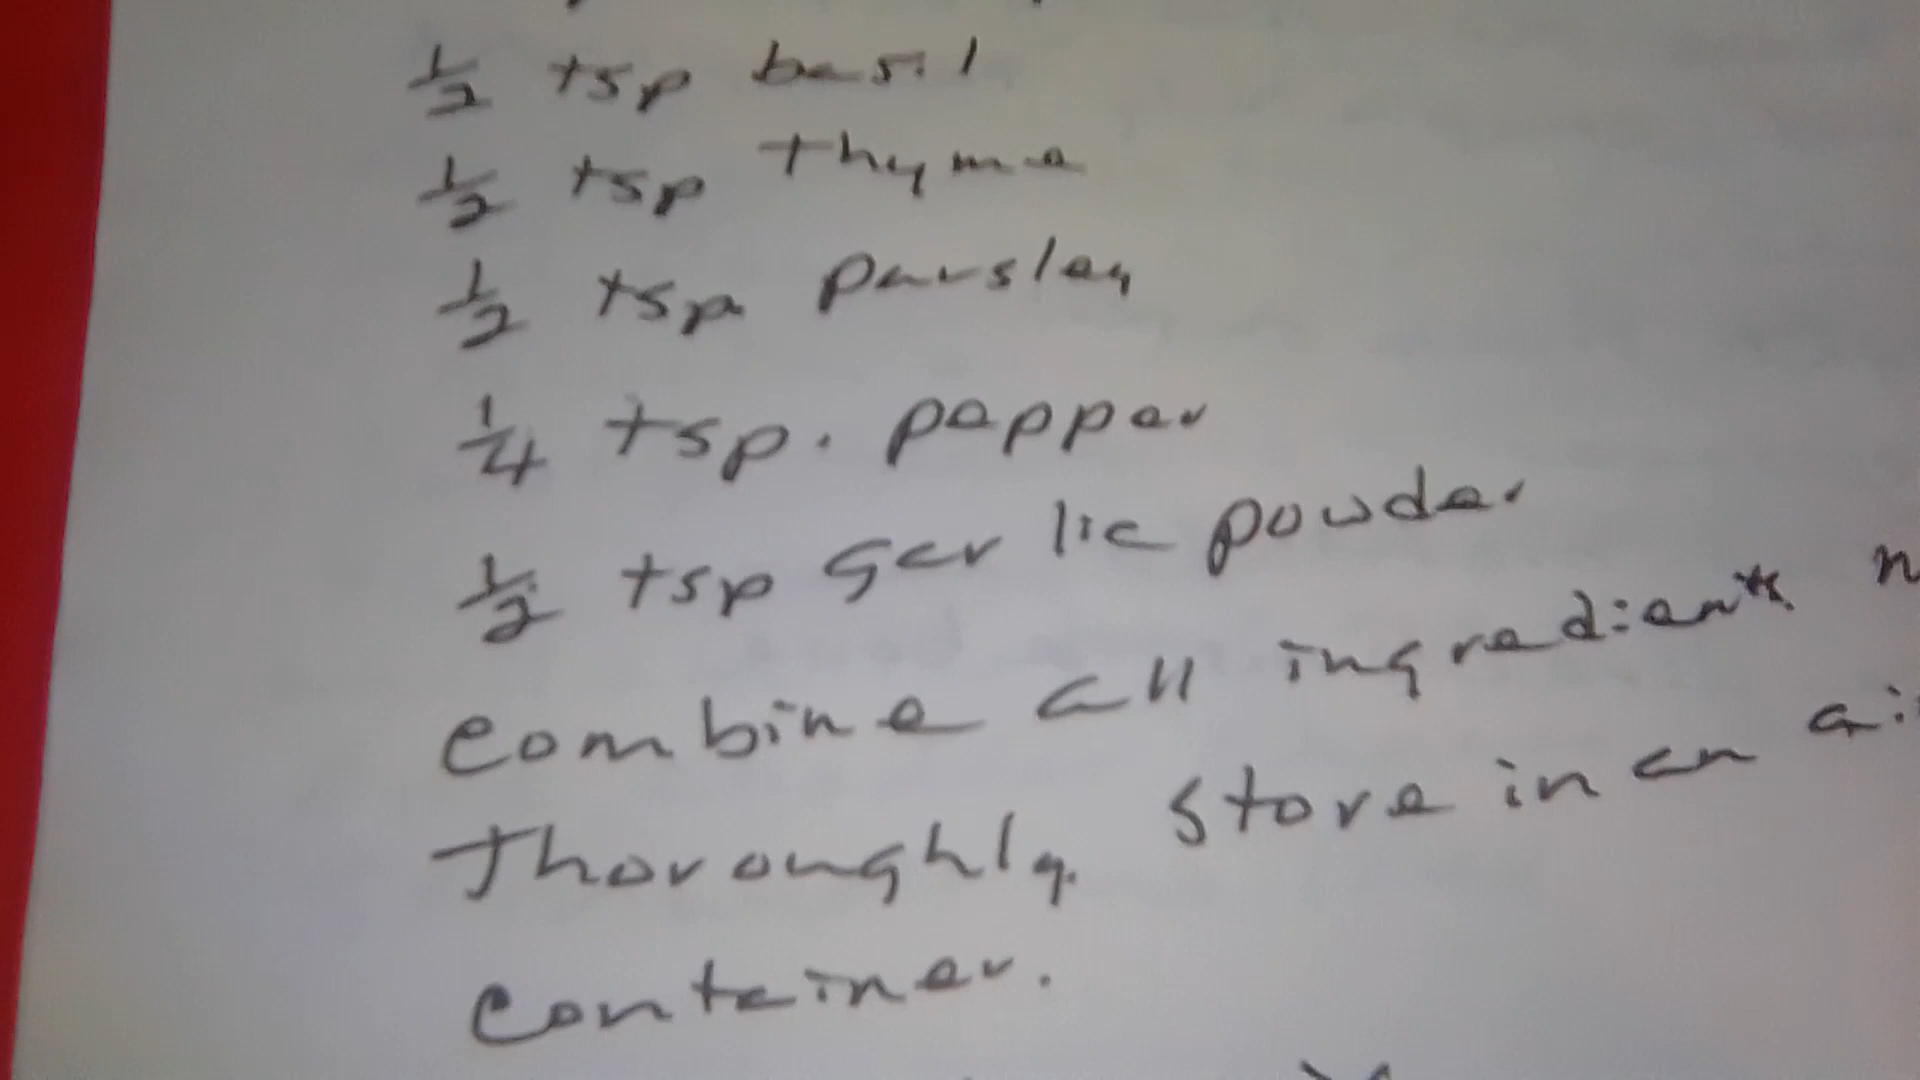 1/2 tsp basil
1/2 tsp thyme
1/2 tsp parsley
1/4 tsp. pepper
1/2 tsp garlic powder
combine all ingredients
thoroughly. Store in an
container.